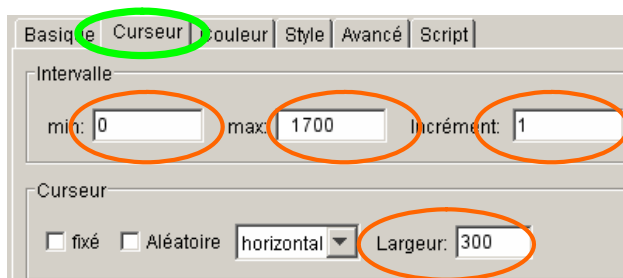 Basique Curseur Couleur Style Avancé Script
Intervalle
min: 0 max: 1700 Incrément: 1
Curseur
fixé Aléatoire horizontal Largeur: 300